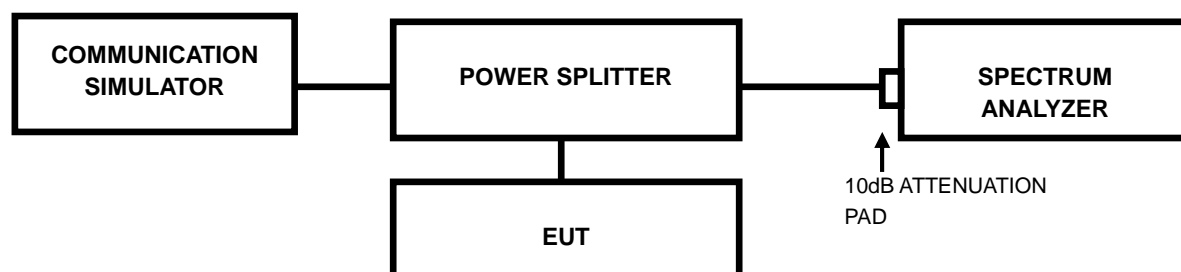 COMMUNICATION
SIMULATOR
POWER SPLITTER
SPECTRUM
ANALYZER
10dB ATTENUATION
PAD
EUT